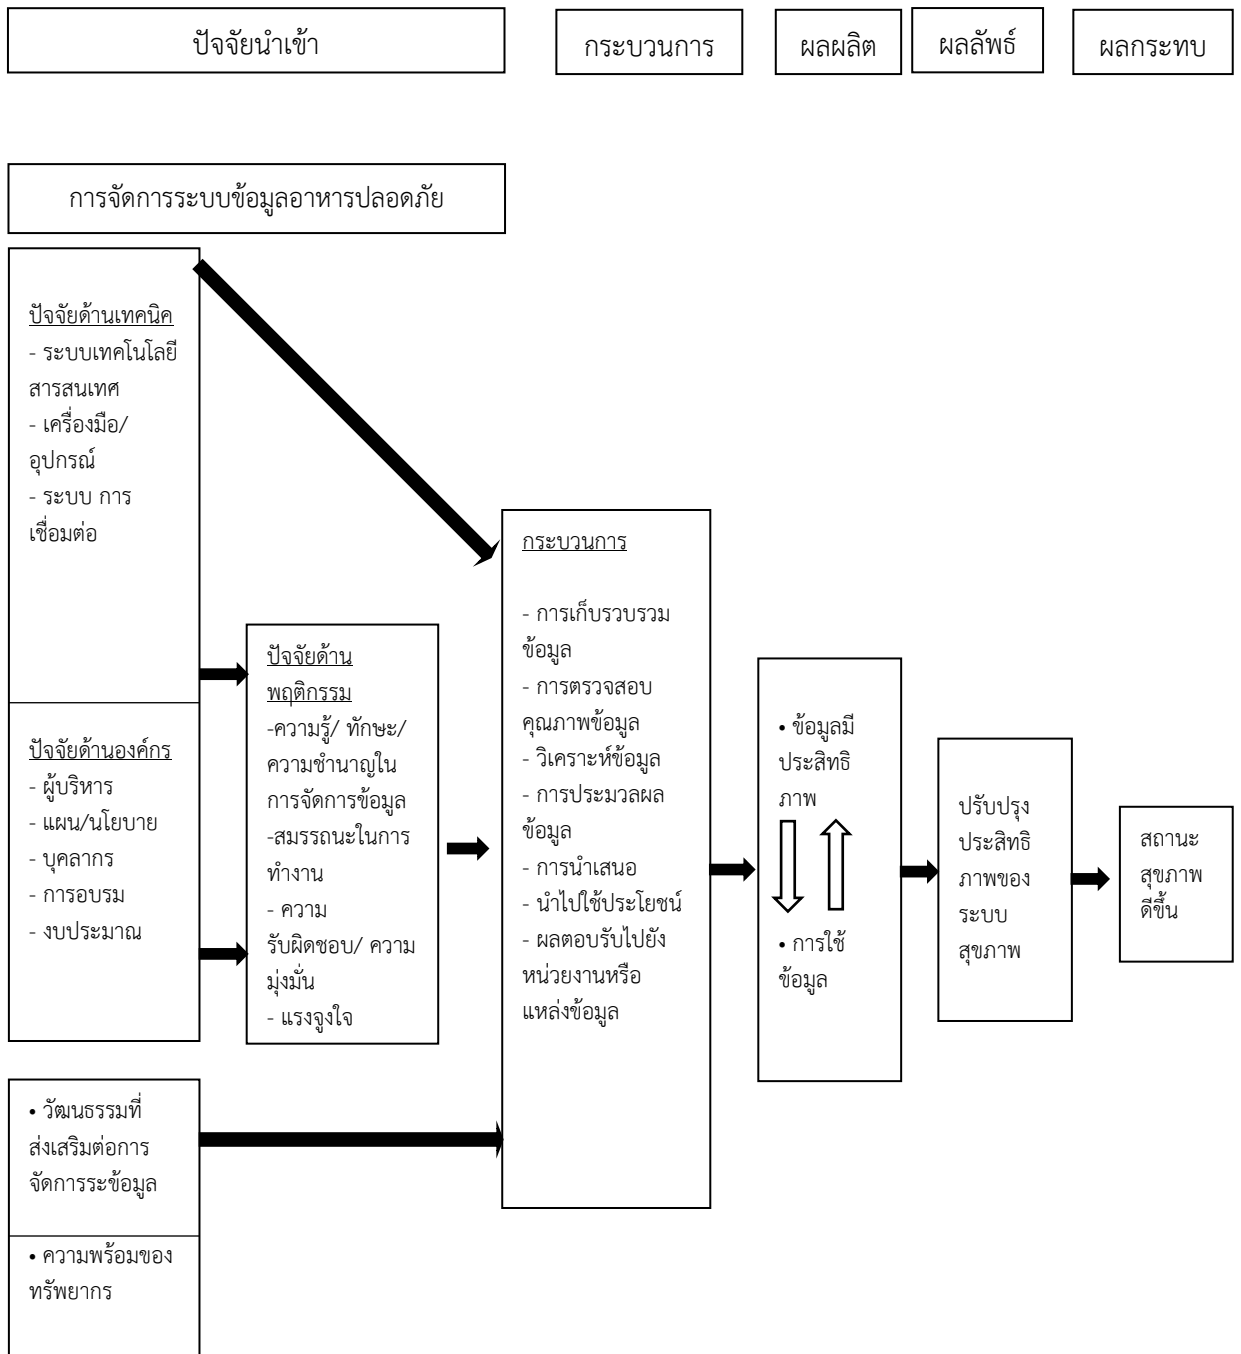 ปัจจัยนำเข้า
กระบวนการ
ผลผลิต
ผลลัพธ์
ผลกระทบ
การจัดการระบบข้อมูลอาหารปลอดภัย
ปัจจัยด้านเทคนิค
- ระบบเทคโนโลยี
สารสนเทศ
- เครื่องมือ/
อุปกรณ์
- ระบบ การ
เชื่อมต่อ
ปัจจัยด้านองค์กร
- ผู้บริหาร
- แผน/นโยบาย
- บุคลากร
- การอบรม
- งบประมาณ
ปัจจัยด้าน
พฤติกรรม
-ความรู้/ ทักษะ/
ความชำนาญใน
การจัดการข้อมูล
-สมรรถนะในการ
ทำงาน
- ความ
รับผิดชอบ/ ความ
มุ่งมั่น
- แรงจูงใจ
• วัฒนธรรมที่
ส่งเสริมต่อการ
จัดการระข้อมูล
• ความพร้อมของ
ทรัพยากร
กระบวนการ
- การเก็บรวบรวม
ข้อมูล
- การตรวจสอบ
คุณภาพข้อมูล
- วิเคราะห์ข้อมูล
- การประมวลผล
ข้อมูล
- การนำเสนอ
- นำไปใช้ประโยชน์
- ผลตอบรับไปยัง
หน่วยงานหรือ
แหล่งข้อมูล
• ข้อมูลมี
ประสิทธิ
ภาพ
• การใช้
ข้อมูล
ปรับปรุง
ประสิทธิ
ภาพของ
ระบบ
สุขภาพ
สถานะ
สุขภาพ
ดีขึ้น